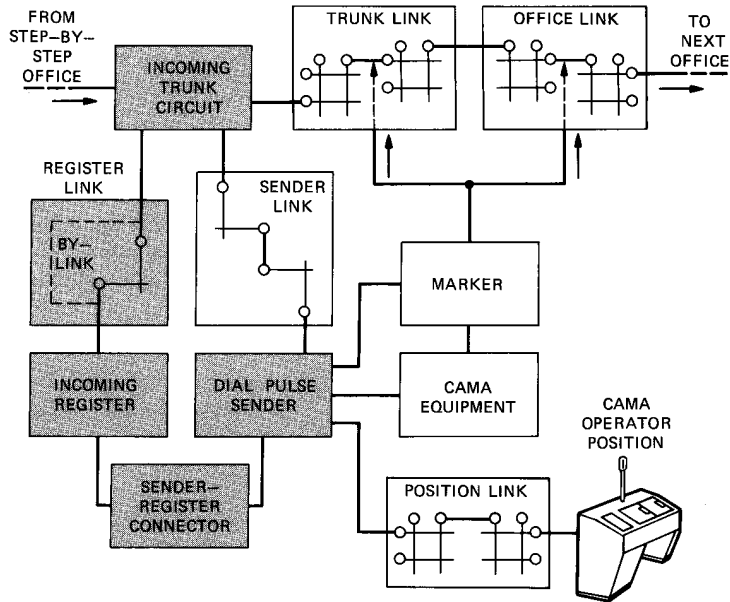 FROM
STEP-BY-
STEP
OFFICE
INCOMING
TRUNK
CIRCUIT
TRUNK LINK
OFFICE LINK
TO
NEXT
OFFICE
REGISTER
LINK
BY-
LINK
SENDER
LINK
MARKER
INCOMING
REGISTER
DIAL PULSE
SENDER
CAMA
EQUIPMENT
CAMA
OPERATOR
POSITION
SENDER-
REGISTER
CONNECTOR
POSITION LINK